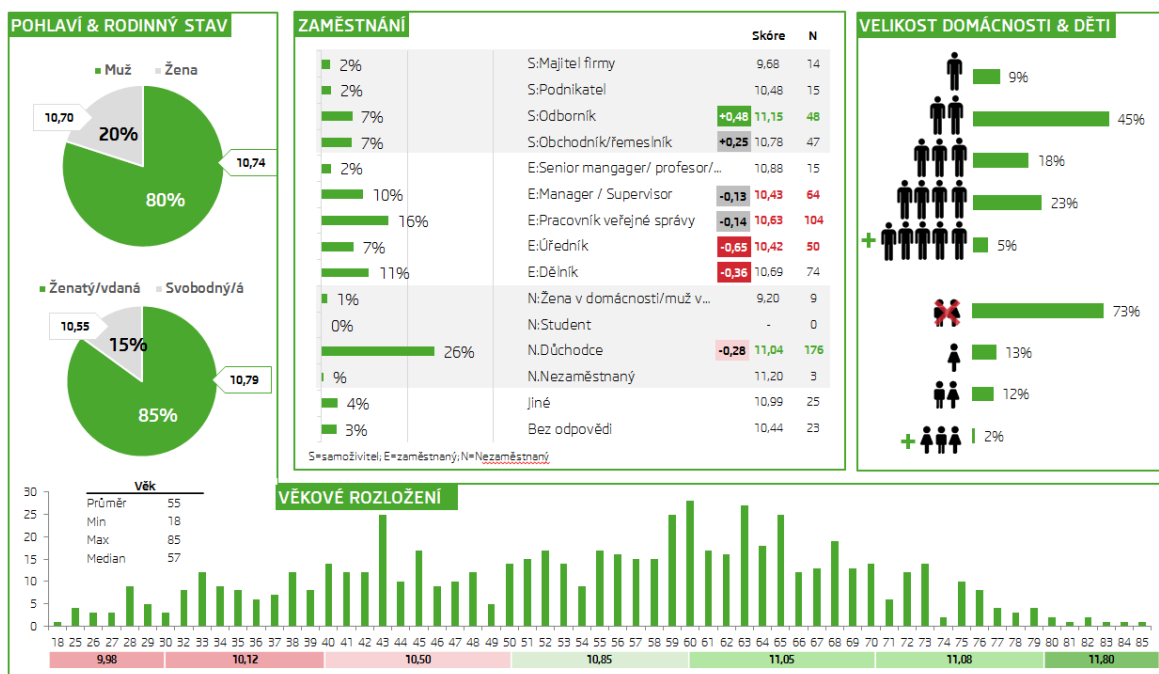 POHLAVÍ & RODINNÝ STAV
Muž Žena
10,70
20%
10,74
80%
Ženatý/vdaná Svobodný/á
10,55
15%
10,79
85%
ZAMĚSTNÁNÍ
Skóre N
2% S:Majitel firmy 9,68 14
2% S:Podnikatel 10,48 15
7% S:Odborník +0,48 11,15 48
7% S:Obchodník/řemeslník +0,25 10,78 47
2% E:Senior mangager/ profesor/... 10,88 15
10% E:Manager / Supervisor -0,13 10,43 64
16% E:Pracovník veřejné správy -0,14 10,63 104
7% E:Úředník -0,65 10,42 50
11% E:Dělník -0,36 10,69 74
1% N:Žena v domácnosti/muž v... 9,20 9
0% N:Student - 0
26% N.Důchodce -0,28 11,04 176
% N.Nezaměstnaný 11,20 3
4% Jiné 10,99 25
3% Bez odpovědi 10,44 23
S=samoživitel; E=zaměstnaný; N=Nezaměstnaný
VELIKOST DOMÁCNOSTI & DĚTI
9%
45%
18%
23%
+ 5%
73%
13%
12%
+ 2%
VĚKOVÉ ROZLOŽENÍ
Věk
Průměr 55
Min 18
Max 85
Median 57
30
25
20
15
10
5
0
18 25 26 27 28 29 30 32 33 34 35 36 37 38 39 40 41 42 43 44 45 46 47 48 49 50 51 52 53 54 55 56 57 58 59 60 61 62 63 64 65 66 67 68 69 70 71 72 73 74 75 76 77 78 79 80 81 82 83 84 85
9,98 10,12 10,50 10,85 11,05 11,08 11,80